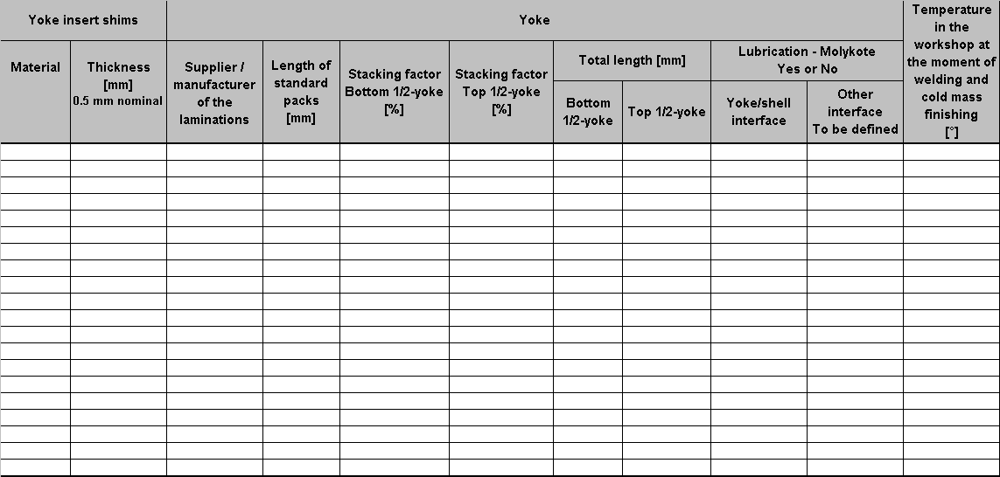 Yoke insert shims
Yoke
Temperature
in the
workshop at
the moment of
welding and
cold mass
finishing
[°]
Material
Thickness
[mm]
0.5 mm nominal
Supplier /
manufacturer
of the
laminations
Length of
standard
packs
[mm]
Stacking factor
Bottom 1/2-yoke
[%]
Stacking factor
Top 1/2-yoke
[%]
Total length [mm]
Bottom
1/2-yoke
Top 1/2-yoke
Lubrication - Molykote
Yes or No
Yoke/shell
interface
Other
interface
To be defined